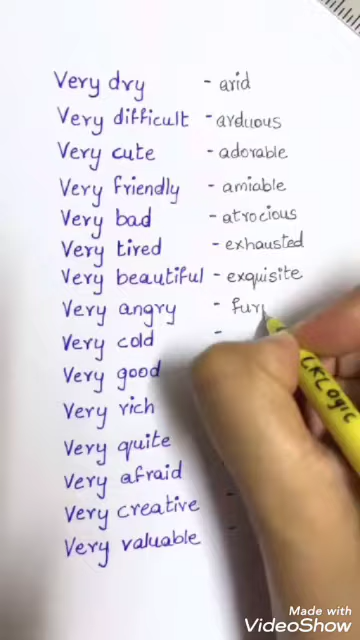 Very dry - arid
Very difficult - arduous
Very cute - adorable
Very friendly - amiable
Very bad - atrocious
Very tired - exhausted
Very beautiful - exquisite
Very angry - fur
Very cold -
Very good
Very rich
Very quite
Very afraid
Very creative -
Very valuable -
CKLogic
Made with
VideoShow